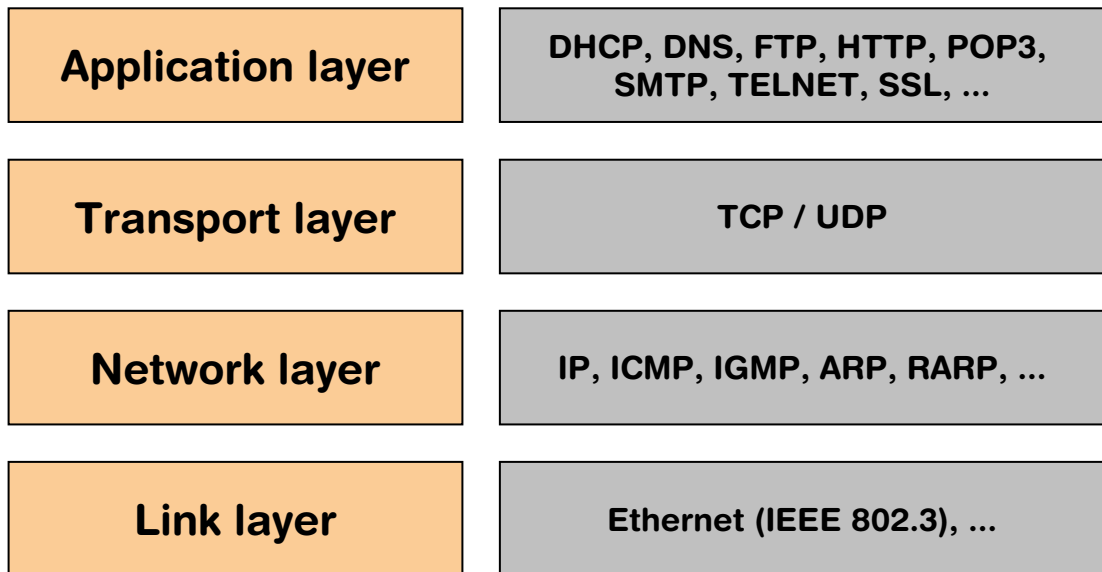 Application layer
DHCP, DNS, FTP, HTTP, POP3,
SMTP, TELNET, SSL, ...
Transport layer
TCP / UDP
Network layer
IP, ICMP, IGMP, ARP, RARP, ...
Link layer
Ethernet (IEEE 802.3), ...